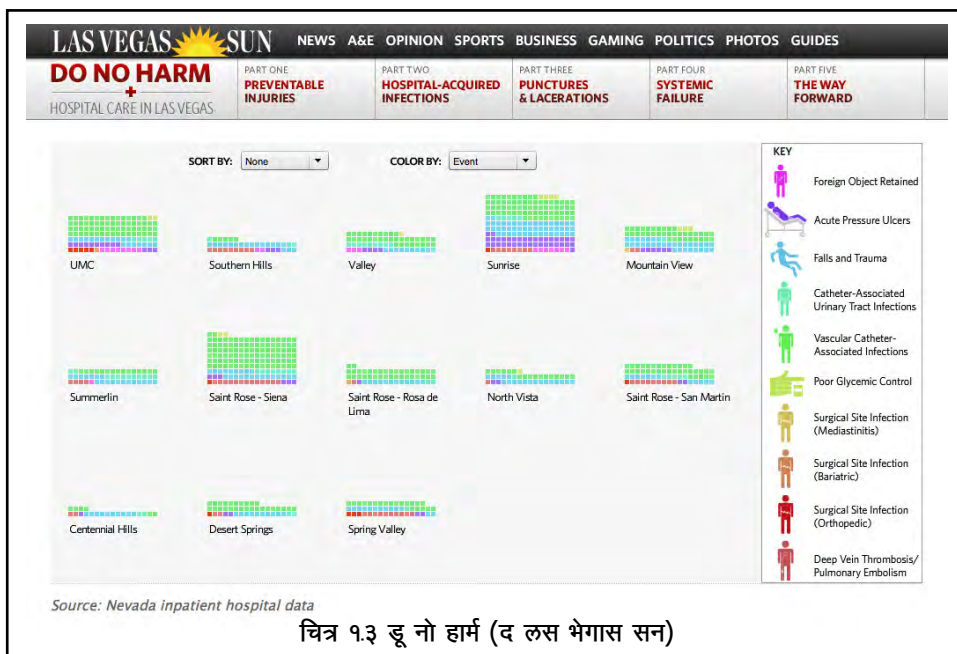 LAS VEGAS SUN
NEWS A&E OPINION SPORTS BUSINESS GAMING POLITICS PHOTOS GUIDES
DO NO HARM
HOSPITAL CARE IN LAS VEGAS
PART ONE
PREVENTABLE
INJURIES
PART TWO
HOSPITAL-ACQUIRED
INFECTIONS
PART THREE
PUNCTURES
& LACERATIONS
PART FOUR
SYSTEMIC
FAILURE
PART FIVE
THE WAY
FORWARD
SORT BY: None COLOR BY: Event
UMC
Southern Hills
Valley
Sunrise
Mountain View
Summerlin
Saint Rose - Siena
Saint Rose - Rosa de
Lima
North Vista
Saint Rose - San Martin
Centennial Hills
Desert Springs
Spring Valley
KEY
Foreign Object Retained
Acute Pressure Ulcers
Falls and Trauma
Catheter-Associated
Urinary Tract Infections
Vascular Catheter-
Associated Infections
Poor Glycemic Control
Surgical Site Infection
(Mediastinitis)
Surgical Site Infection
(Bariatric)
Surgical Site Infection
(Orthopedic)
Deep Vein Thrombosis/
Pulmonary Embolism
Source: Nevada inpatient hospital data
चित्र १.३ डू नो हार्म (द लस भेगास सन)